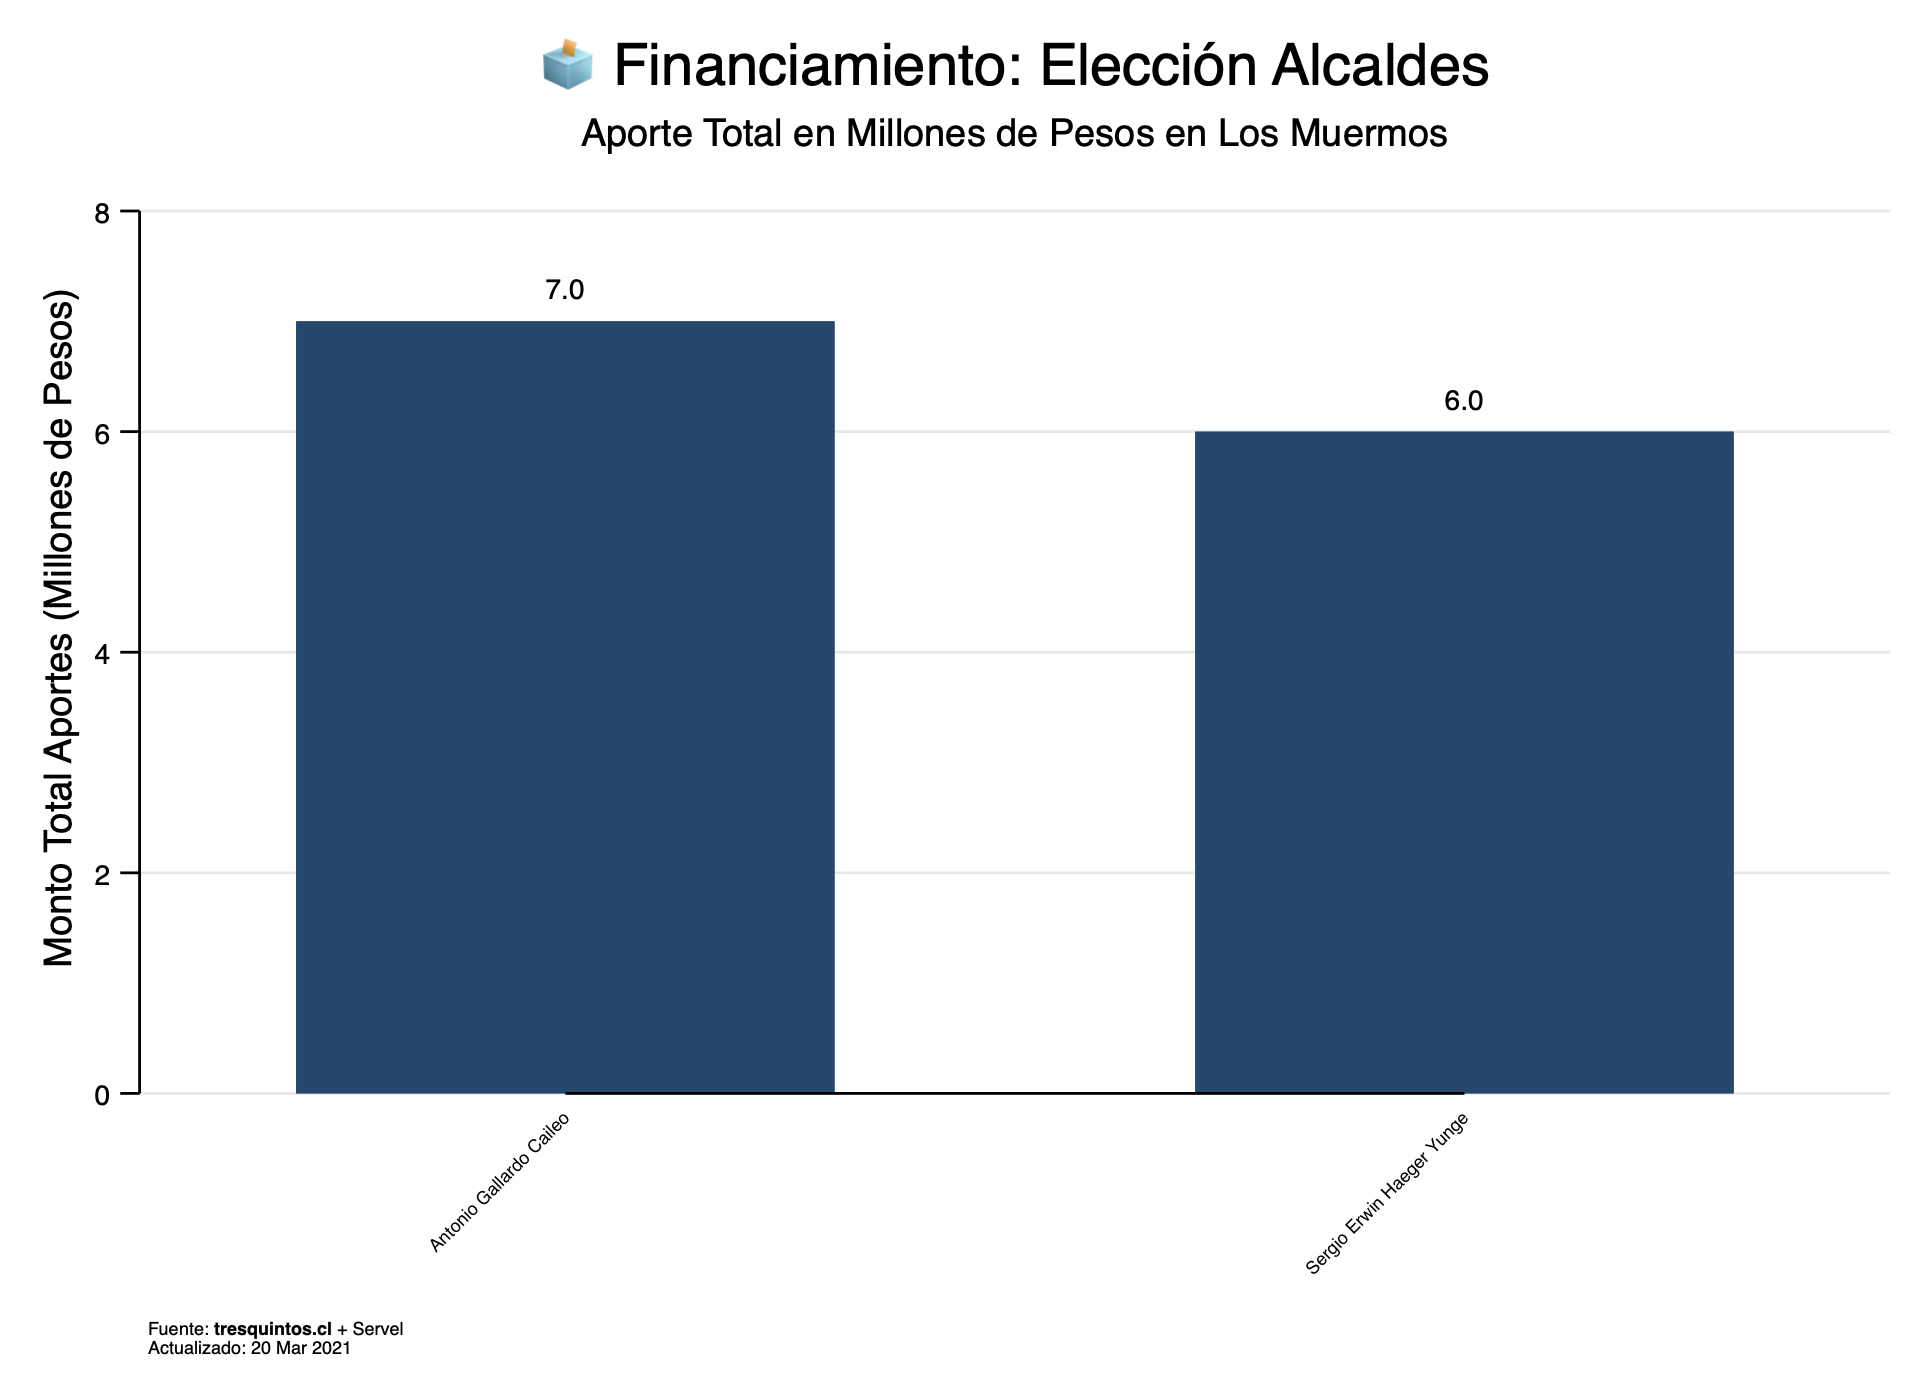 Financiamiento: Elección Alcaldes
Aporte Total en Millones de Pesos en Los Muermos
Monto Total Aportes (Millones de Pesos)
8
6
4
2
0
7.0
6.0
Antonio Gallardo Caileo
Sergio Erwin Haeger Yunge
Fuente: tresquintos.cl + Servel
Actualizado: 20 Mar 2021